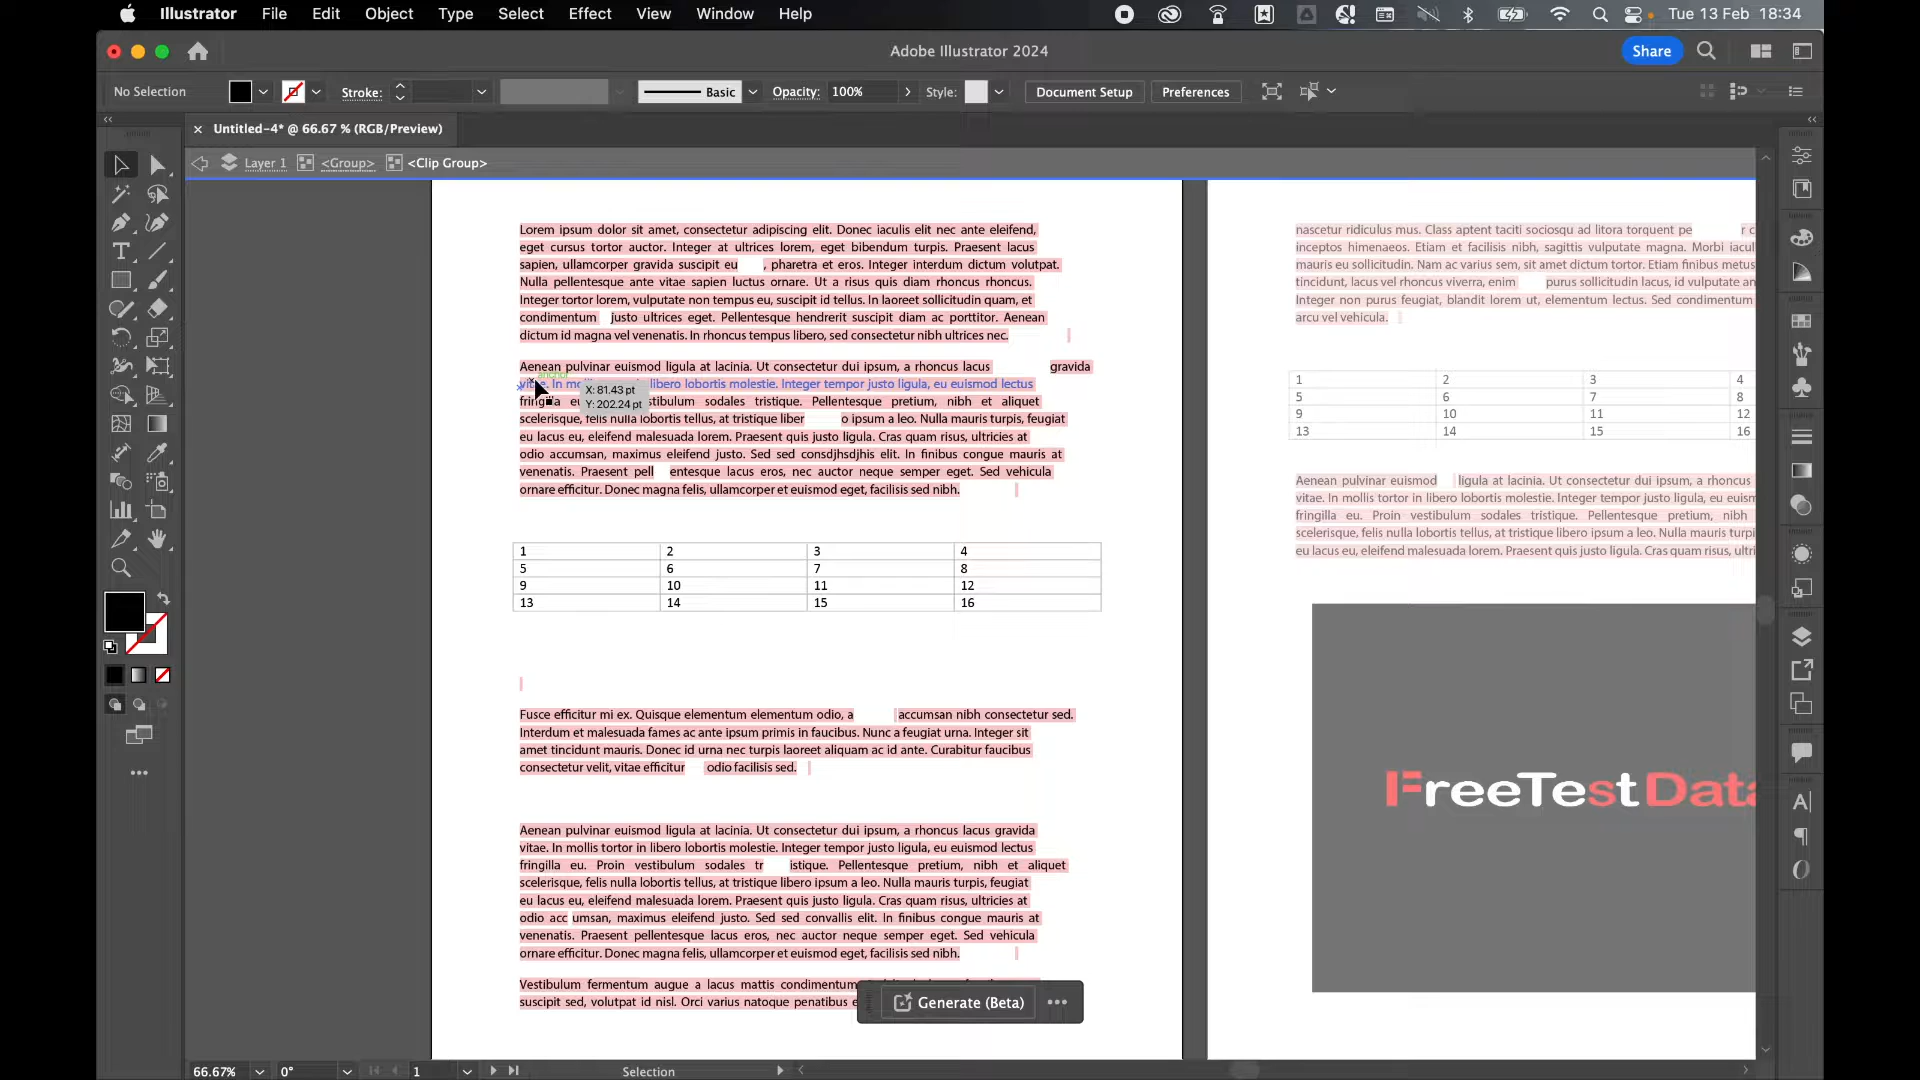 Illustrator File Edit Object Type Select Effect View Window Help Tue 13 Feb 18:34
Adobe Illustrator 2024 Share
No Selection Stroke: Basic Opacity: 100% Style: Document Setup Preferences
Untitled-4* @ 66.67 % (RGB/Preview)
Layer 1 <Group> <Clip Group>
Lorem ipsum dolor sit amet, consectetur adipiscing elit. Donec iaculis elit nec ante eleifend,
eget cursus tortor auctor. Integer at ultrices lorem, eget bibendum turpis. Praesent lacus
sapien, ullamcorper gravida suscipit eu , pharetra et eros. Integer interdum dictum volutpat.
Nulla pellentesque ante vitae sapien luctus ornare. Ut a risus quis diam rhoncus rhoncus.
Integer tortor lorem, vulputate non tempus eu, suscipit id tellus. In laoreet sollicitudin quam, et
condimentum justo ultrices eget. Pellentesque hendrerit suscipit diam ac porttitor. Aenean
dictum id magna vel venenatis. In rhoncus tempus libero, sed consectetur nibh ultrices nec.
Aenean pulvinar euismod ligula at lacinia. Ut consectetur dui ipsum, a rhoncus lacus gravida
anchor
In libero lobortis molestie. Integer tempor justo ligula, eu euismod lectus
X: 81.43 pt
Y: 202.24 pt
sodales tristique. Pellentesque pretium, nibh et aliquet
scelerisque, felis nulla lobortis tellus, at tristique liber o ipsum a leo. Nulla mauris turpis, feugiat
eu lacus eu, eleifend malesuada lorem. Praesent quis justo ligula. Cras quam risus, ultricies at
odio accumsan, maximus eleifend justo. Sed sed consdjhsdjhis elit. In finibus congue mauris at
venenatis. Praesent pell entesque lacus eros, nec auctor neque semper eget. Sed vehicula
ornare efficitur. Donec magna felis, ullamcorper et euismod eget, facilisis sed nibh.
1 2 3 4
5 6 7 8
9 10 11 12
13 14 15 16
Fusce efficitur mi ex. Quisque elementum elementum odio, a accumsan nibh consectetur sed.
Interdum et malesuada fames ac ante ipsum primis in faucibus. Nunc a feugiat urna. Integer sit
amet tincidunt mauris. Donec id urna nec turpis laoreet aliquam ac id ante. Curabitur faucibus
consectetur velit, vitae efficitur odio facilisis sed.
Aenean pulvinar euismod ligula at lacinia. Ut consectetur dui ipsum, a rhoncus lacus gravida
vitae. In mollis tortor in libero lobortis molestie. Integer tempor justo ligula, eu euismod lectus
fringilla eu. Proin vestibulum sodales tr istique. Pellentesque pretium, nibh et aliquet
scelerisque, felis nulla lobortis tellus, at tristique libero ipsum a leo. Nulla mauris turpis, feugiat
eu lacus eu, eleifend malesuada lorem. Praesent quis justo ligula. Cras quam risus, ultricies at
odio acc umsan, maximus eleifend justo. Sed sed convallis elit. In finibus congue mauris at
venenatis. Praesent pellentesque lacus eros, nec auctor neque semper eget. Sed vehicula
ornare efficitur. Donec magna felis, ullamcorper et euismod eget, facilisis sed nibh.
Vestibulum fermentum augue a lacus mattis condimentum
suscipit sed, volutpat id nisl. Orci varius natoque penatibus e
Generate (Beta)
nascetur ridiculus mus. Class aptent taciti sociosqu ad litora torquent pe r c
inceptos himenaeos. Etiam et facilisis nibh, sagittis vulputate magna. Morbi iacul
mauris eu sollicitudin. Nam ac varius sem, sit amet dictum tortor. Etiam finibus metus
tincidunt, lacus vel rhoncus viverra, enim purus sollicitudin lacus, id vulputate an
Integer non purus feugiat, blandit lorem ut, elementum lectus. Sed condimentum
arcu vel vehicula.
1 2 3 4
5 6 7 8
9 10 11 12
13 14 15 16
Aenean pulvinar euismod ligula at lacinia. Ut consectetur dui ipsum, a rhoncus
vitae. In mollis tortor in libero lobortis molestie. Integer tempor justo ligula, eu euism
fringilla eu. Proin vestibulum sodales tristique. Pellentesque pretium, nibh
scelerisque, felis nulla lobortis tellus, at tristique libero ipsum a leo. Nulla mauris turpi
eu lacus eu, eleifend malesuada lorem. Praesent quis justo ligula. Cras quam risus, ultri
FreeTest Data
66.67% 0° 1 Selection